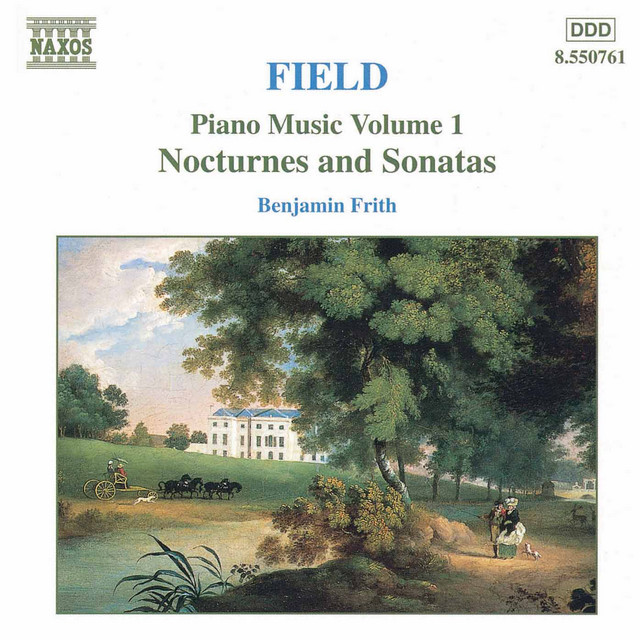 NAXOS
DDD
8.550761
FIELD
Piano Music Volume 1
Nocturnes and Sonatas
Benjamin Frith